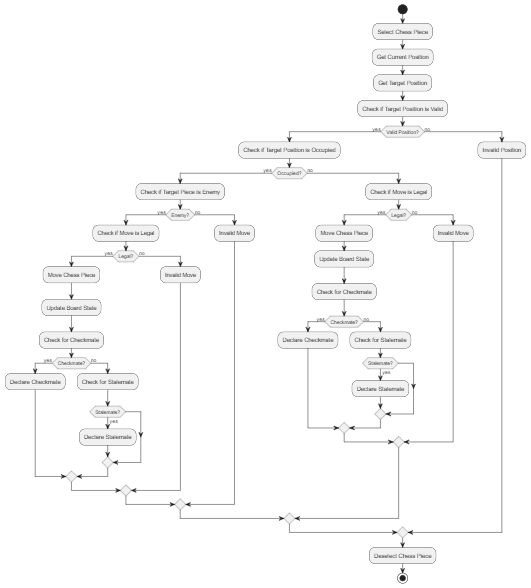 Select Chess Piece
Get Current Position
Get Target Position
Check if Target Position is Valid
yes Valid Position? no
Check if Target Position is Occupied
Invalid Position
yes Occupied? no
Check if Target Piece is Enemy
Check if Move is Legal
yes Enemy? no
yes Legal? no
Check if Move is Legal
Invalid Move
Move Chess Piece
Invalid Move
yes Legal? no
Update Board State
Move Chess Piece
Invalid Move
Check for Checkmate
Update Board State
yes Checkmate? no
Check for Checkmate
Declare Checkmate
Check for Stalemate
yes Checkmate? no
Stalemate?
yes
Declare Checkmate
Check for Stalemate
Declare Stalemate
Stalemate?
yes
Declare Stalemate
Deselect Chess Piece